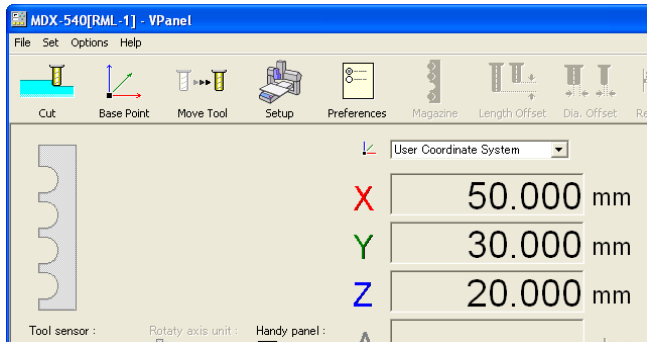 MDX-540[RML-1] - VPanel
File Set Options Help
Cut Base Point Move Tool Setup Preferences Magazine Length Offset Dia. Offset
User Coordinate System
X 50.000 mm
Y 30.000 mm
Z 20.000 mm
Tool sensor : Rotaty axis unit : Handy panel :
A